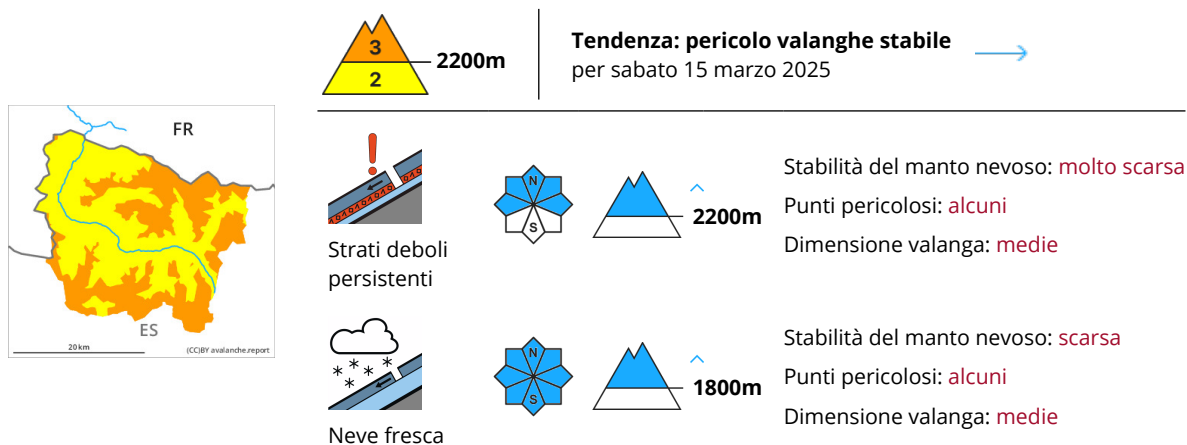 3
2
2200m
Tendenza: pericolo valanghe stabile
per sabato 15 marzo 2025
FR
ES
20 km
(CC)BY avalanche.report
Strati deboli
persistenti
N
S
2200m
Stabilità del manto nevoso: molto scarsa
Punti pericolosi: alcuni
Dimensione valanga: medie
Neve fresca
N
S
1800m
Stabilità del manto nevoso: scarsa
Punti pericolosi: alcuni
Dimensione valanga: medie